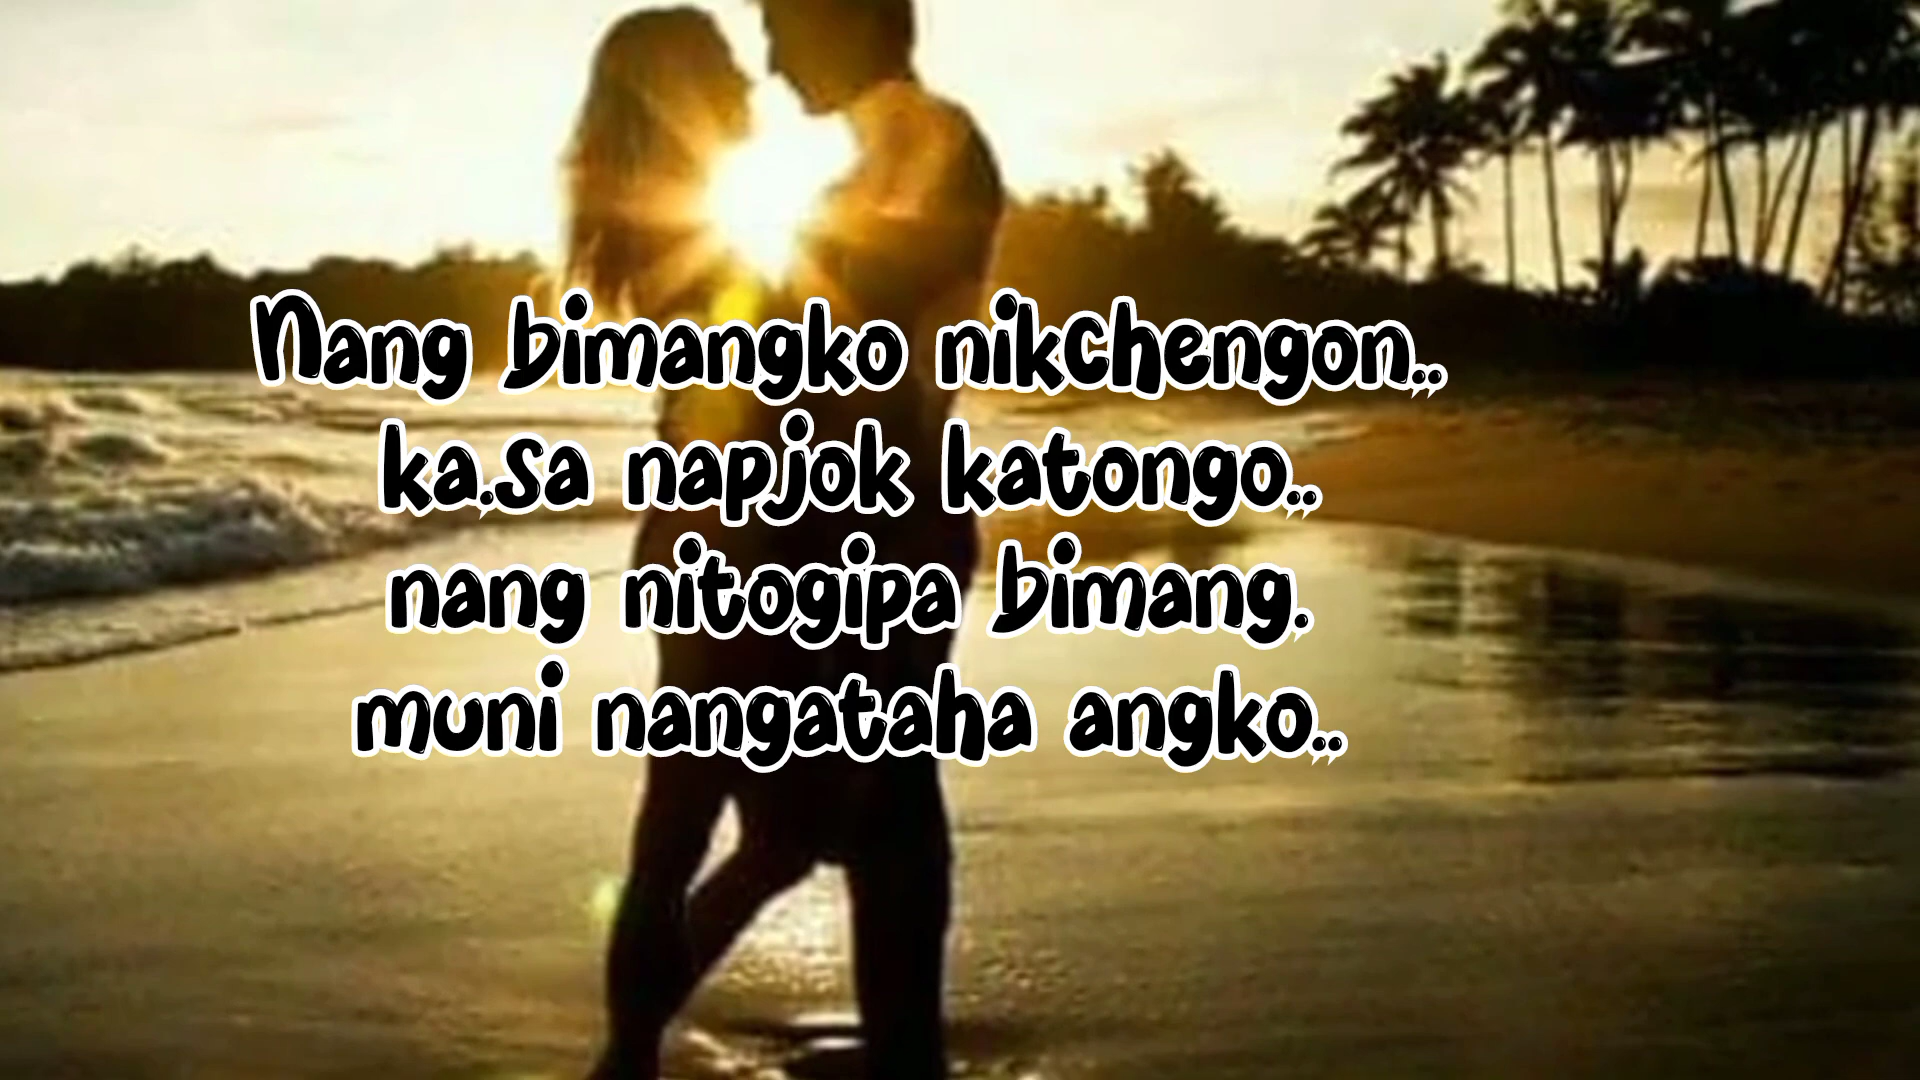 Nang bimangko nikchengon,,
ka.sa napjok katongo..
nang nitogipa bimang.
muni nangataha angko,,